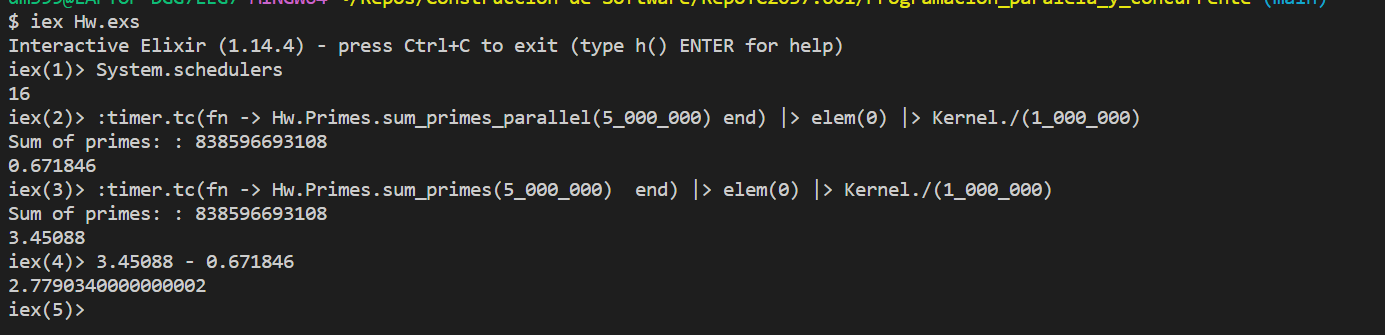 $ iex Hw.exs
Interactive Elixir (1.14.4) - press Ctrl+C to exit (type h() ENTER for help)
iex(1)> System.schedulers
16
iex(2)> :timer.tc(fn -> Hw.Primes.sum_primes_parallel(5_000_000) end) |> elem(0) |> Kernel./(1_000_000)
Sum of primes: : 838596693108
0.671846
iex(3)> :timer.tc(fn -> Hw.Primes.sum_primes(5_000_000)  end) |> elem(0) |> Kernel./(1_000_000)
Sum of primes: : 838596693108
3.45088
iex(4)> 3.45088 - 0.671846
2.7790340000000002
iex(5)>